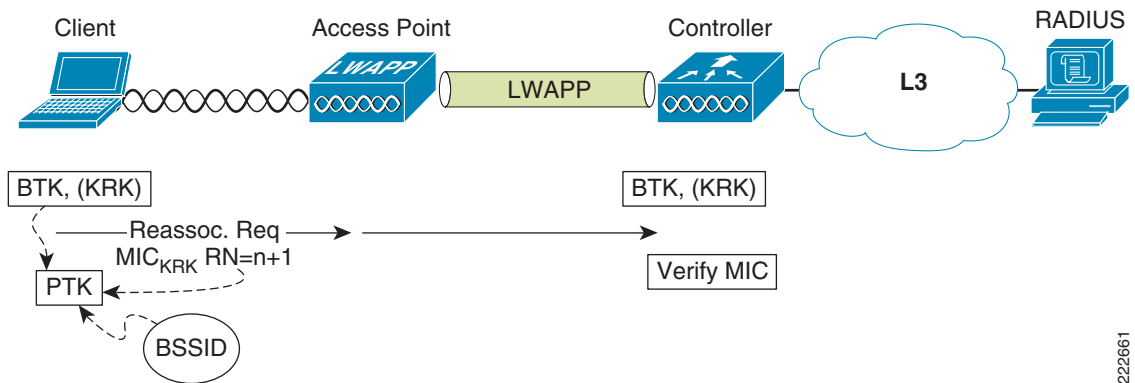 Client
Access Point
Controller
RADIUS
LWAPP
LWAPP
L3
BTK, (KRK)
BTK, (KRK)
Reassoc. Req
MIC_KRK RN=n+1
Verify MIC
PTK
BSSID
222661